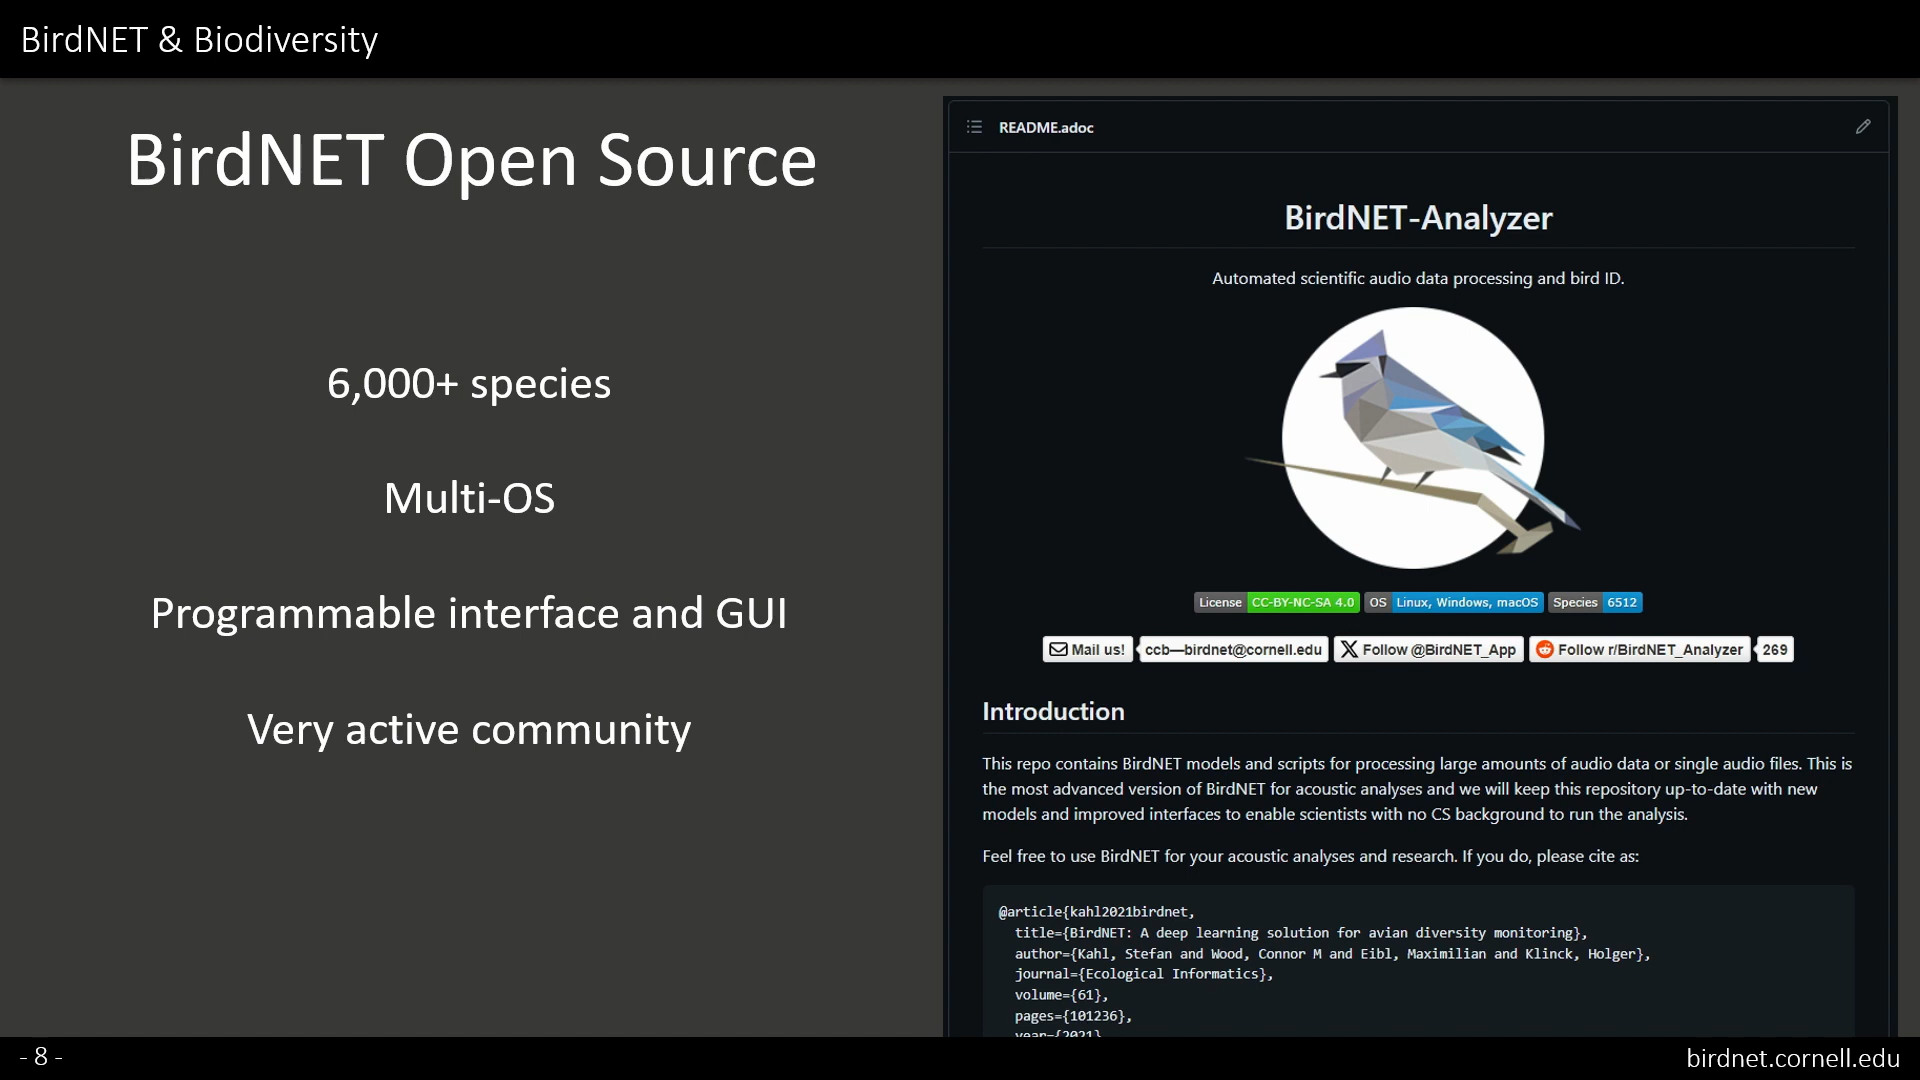 BirdNET & Biodiversity
BirdNET Open Source
6,000+ species
Multi-OS
Programmable interface and GUI
Very active community
README.adoc
BirdNET-Analyzer
Automated scientific audio data processing and bird ID.
License CC-BY-NC-SA 4.0 OS Linux, Windows, macOS Species 6512
Mail us! ccb—birdnet@cornell.edu Follow @BirdNET_App Follow r/BirdNET_Analyzer 269
Introduction
This repo contains BirdNET models and scripts for processing large amounts of audio data or single audio files. This is
the most advanced version of BirdNET for acoustic analyses and we will keep this repository up-to-date with new
models and improved interfaces to enable scientists with no CS background to run the analysis.
Feel free to use BirdNET for your acoustic analyses and research. If you do, please cite as:
@article{kahl2021birdnet,
title={BirdNET: A deep learning solution for avian diversity monitoring},
author={Kahl, Stefan and Wood, Connor M and Eibl, Maximilian and Klinck, Holger},
journal={Ecological Informatics},
volume={61},
pages={101236},
year={2021}
- 8 -
birdnet.cornell.edu